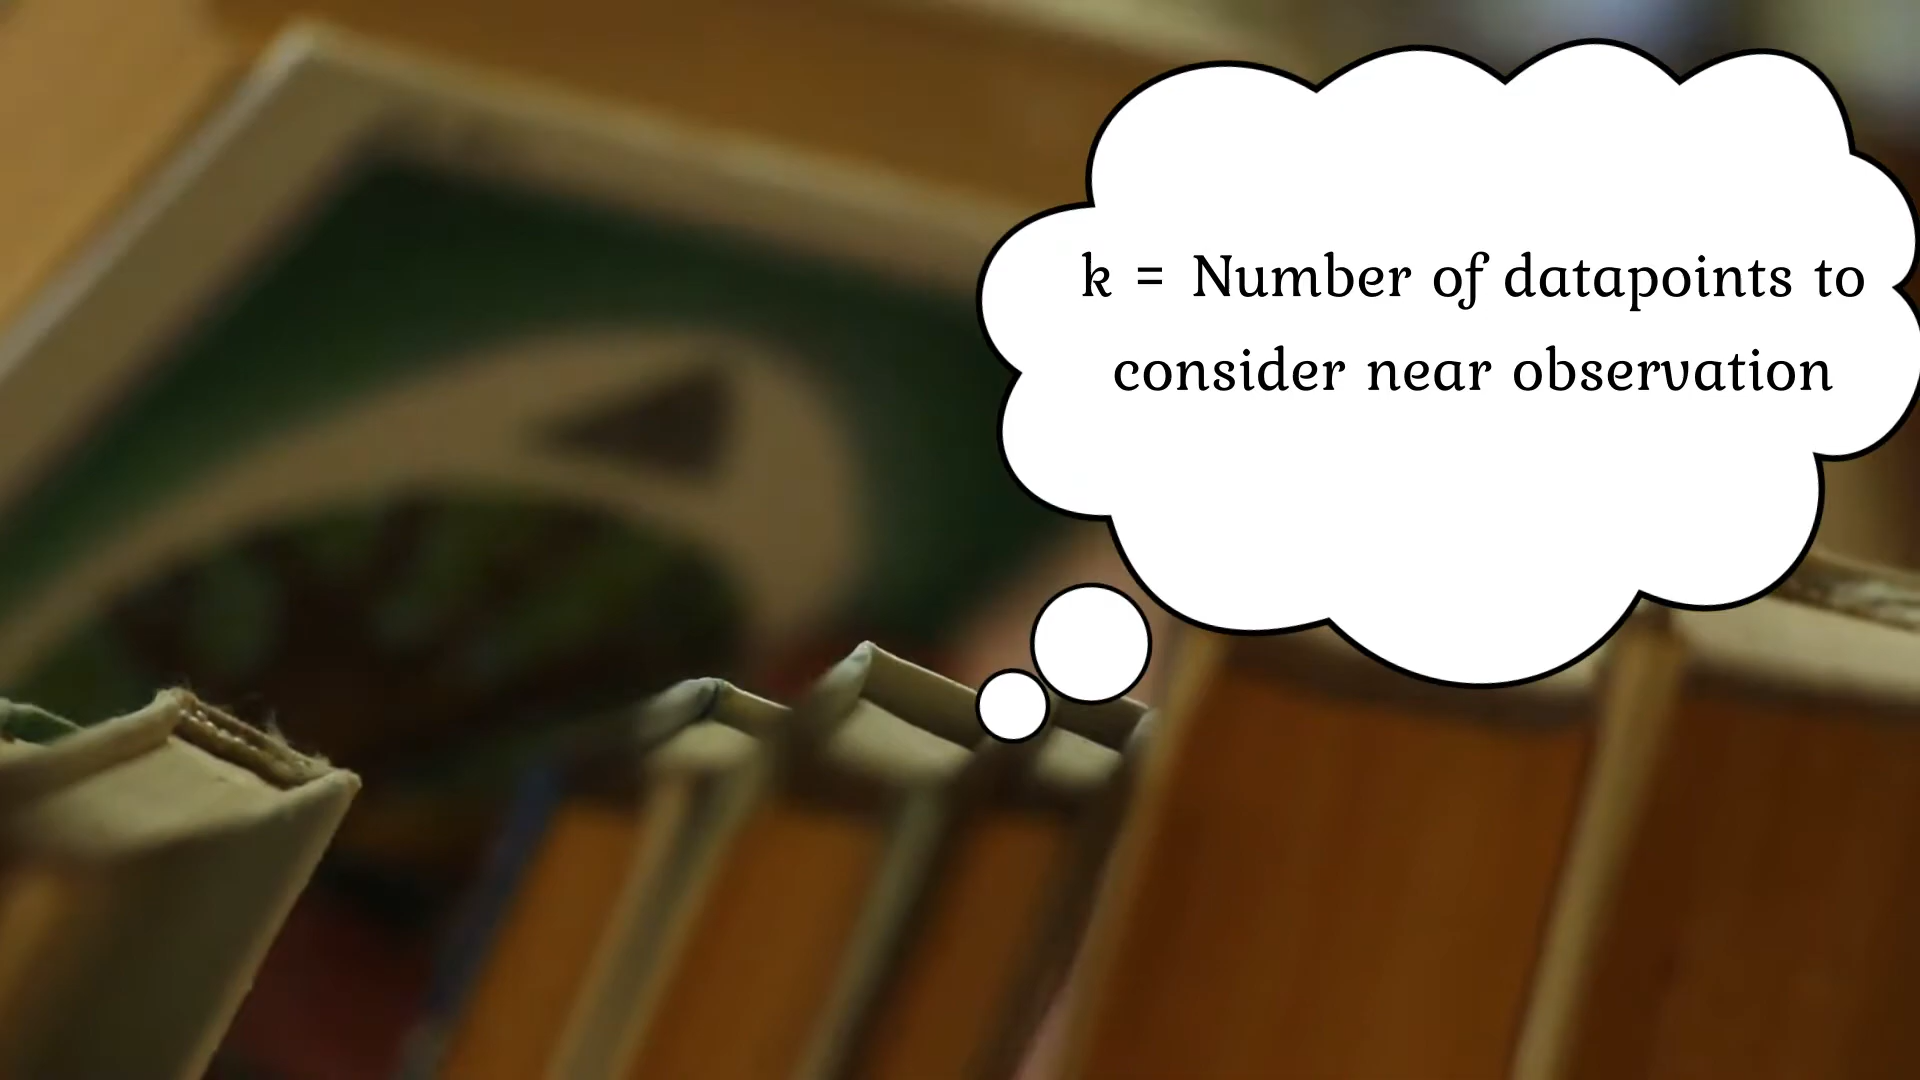 k = Number of datapoints to
consider near observation